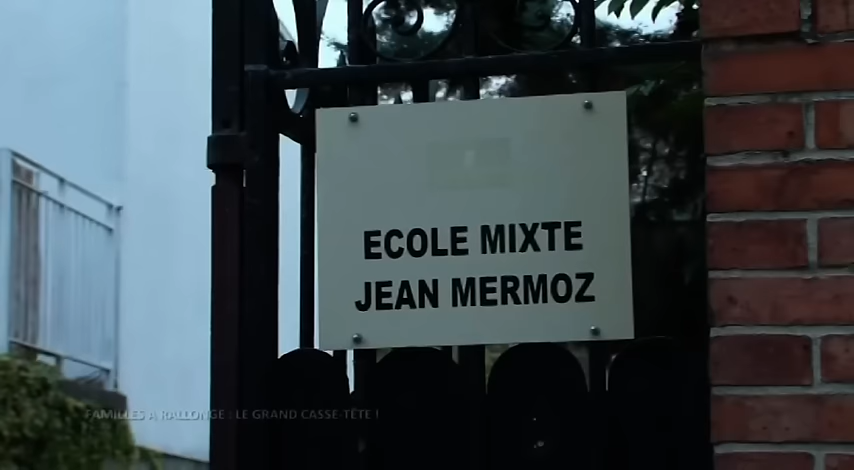 ECOLE MIXTE
JEAN MERMOZ
FAMILLES A RALLONGE : LE GRAND CASSE-TÊTE !